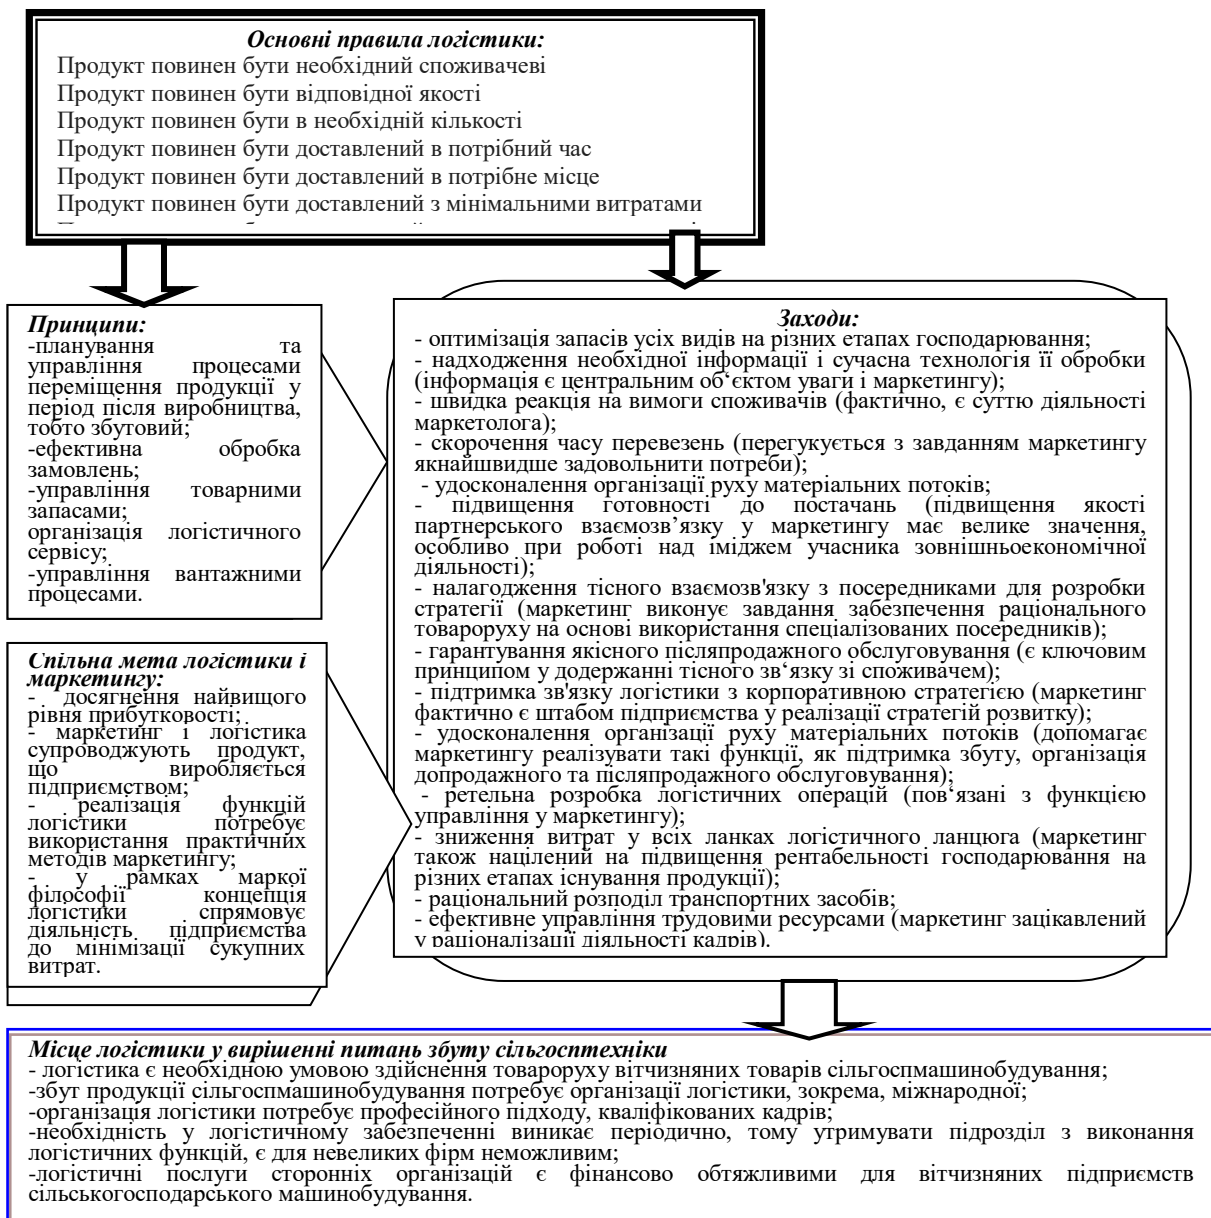 Основні правила логістики:
Продукт повинен бути необхідний споживачеві
Продукт повинен бути відповідної якості
Продукт повинен бути в необхідній кількості
Продукт повинен бути доставлений в потрібний час
Продукт повинен бути доставлений в потрібне місце
Продукт повинен бути доставлений з мінімальними витратами
Принципи:
-планування та
управління процесами
переміщення продукції у
період після виробництва,
тобто збутовий;
-ефективна обробка
замовлень;
-управління товарними
запасами;
організація логістичного
сервісу;
-управління вантажними
процесами.
Спільна мета логістики і
маркетингу:
- досягнення найвищого
рівня прибутковості;
- маркетинг і логістика
супроводжують продукт,
що виробляється
підприємством;
- реалізація функцій
логістики потребує
використання практичних
методів маркетингу;
- у рамках маркої
філософії концепція
логістики спрямовує
діяльність підприємства
до мінімізації сукупних
витрат.
Заходи:
- оптимізація запасів усіх видів на різних етапах господарювання;
- надходження необхідної інформації і сучасна технологія її обробки
(інформація є центральним об‘єктом уваги і маркетингу);
- швидка реакція на вимоги споживачів (фактично, є суттю діяльності
маркетолога);
- скорочення часу перевезень (перегукується з завданням маркетингу
якнайшвидше задовольнити потреби);
- удосконалення організації руху матеріальних потоків;
- підвищення готовності до постачань (підвищення якості
партнерського взаємозв’язку у маркетингу має велике значення,
особливо при роботі над іміджем учасника зовнішньоекономічної
діяльності);
- налагодження тісного взаємозв'язку з посередниками для розробки
стратегії (маркетинг виконує завдання забезпечення раціонального
товароруху на основі використання спеціалізованих посередників);
- гарантування якісного післяпродажного обслуговування (є ключовим
принципом у додержанні тісного зв‘язку зі споживачем);
- підтримка зв'язку логістики з корпоративною стратегією (маркетинг
фактично є штабом підприємства у реалізації стратегій розвитку);
- удосконалення організації руху матеріальних потоків (допомагає
маркетингу реалізувати такі функції, як підтримка збуту, організація
допродажного та післяпродажного обслуговування);
- ретельна розробка логістичних операцій (пов‘язані з функцією
управління у маркетингу);
- зниження витрат у всіх ланках логістичного ланцюга (маркетинг
також націлений на підвищення рентабельності господарювання на
різних етапах існування продукції);
- раціональний розподіл транспортних засобів;
- ефективне управління трудовими ресурсами (маркетинг зацікавлений
у раціоналізації діяльності кадрів).
Місце логістики у вирішенні питань збуту сільгосптехніки
- логістика є необхідною умовою здійснення товароруху вітчизняних товарів сільгоспмашинобудування;
-збут продукції сільгоспмашинобудування потребує організації логістики, зокрема, міжнародної;
-організація логістики потребує професійного підходу, кваліфікованих кадрів;
-необхідність у логістичному забезпеченні виникає періодично, тому утримувати підрозділ з виконання
логістичних функцій, є для невеликих фірм неможливим;
-логістичні послуги сторонніх організацій є фінансово обтяжливими для вітчизняних підприємств
сільськогосподарського машинобудування.